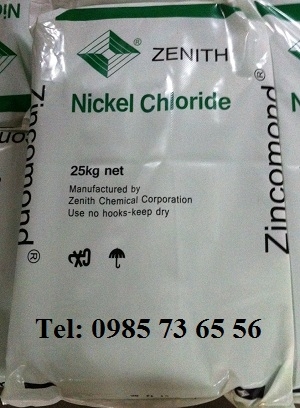 ® ZENITH
Nickel Chloride
25kg net
Manufactured by
Zenith Chemical Corporation
Use no hooks-keep dry
Zincomond®
Zincomond®
Tel: 0985 73 65 56